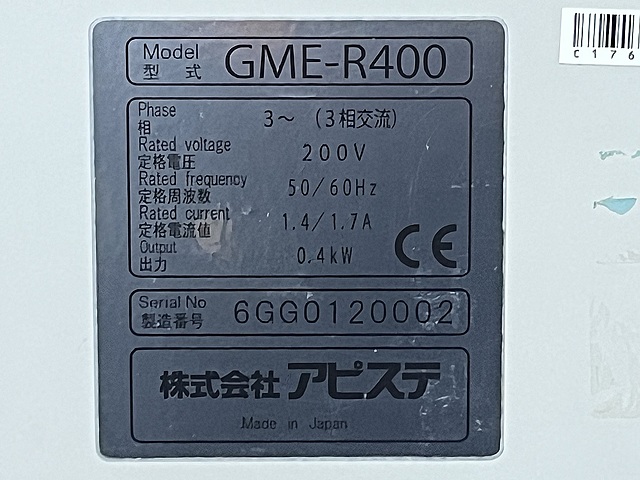 Model
型 式
GME-R400
Phase
相
3～ (3相交流)
Rated voltage
定格電圧
200V
Rated frequency
定格周波数
50/60Hz
Rated current
定格電流値
1.4/1.7A
Output
出力
0.4kW
CE
Serial No
製造番号
6GG0120002
株式会社 アピステ
Made in Japan
C176